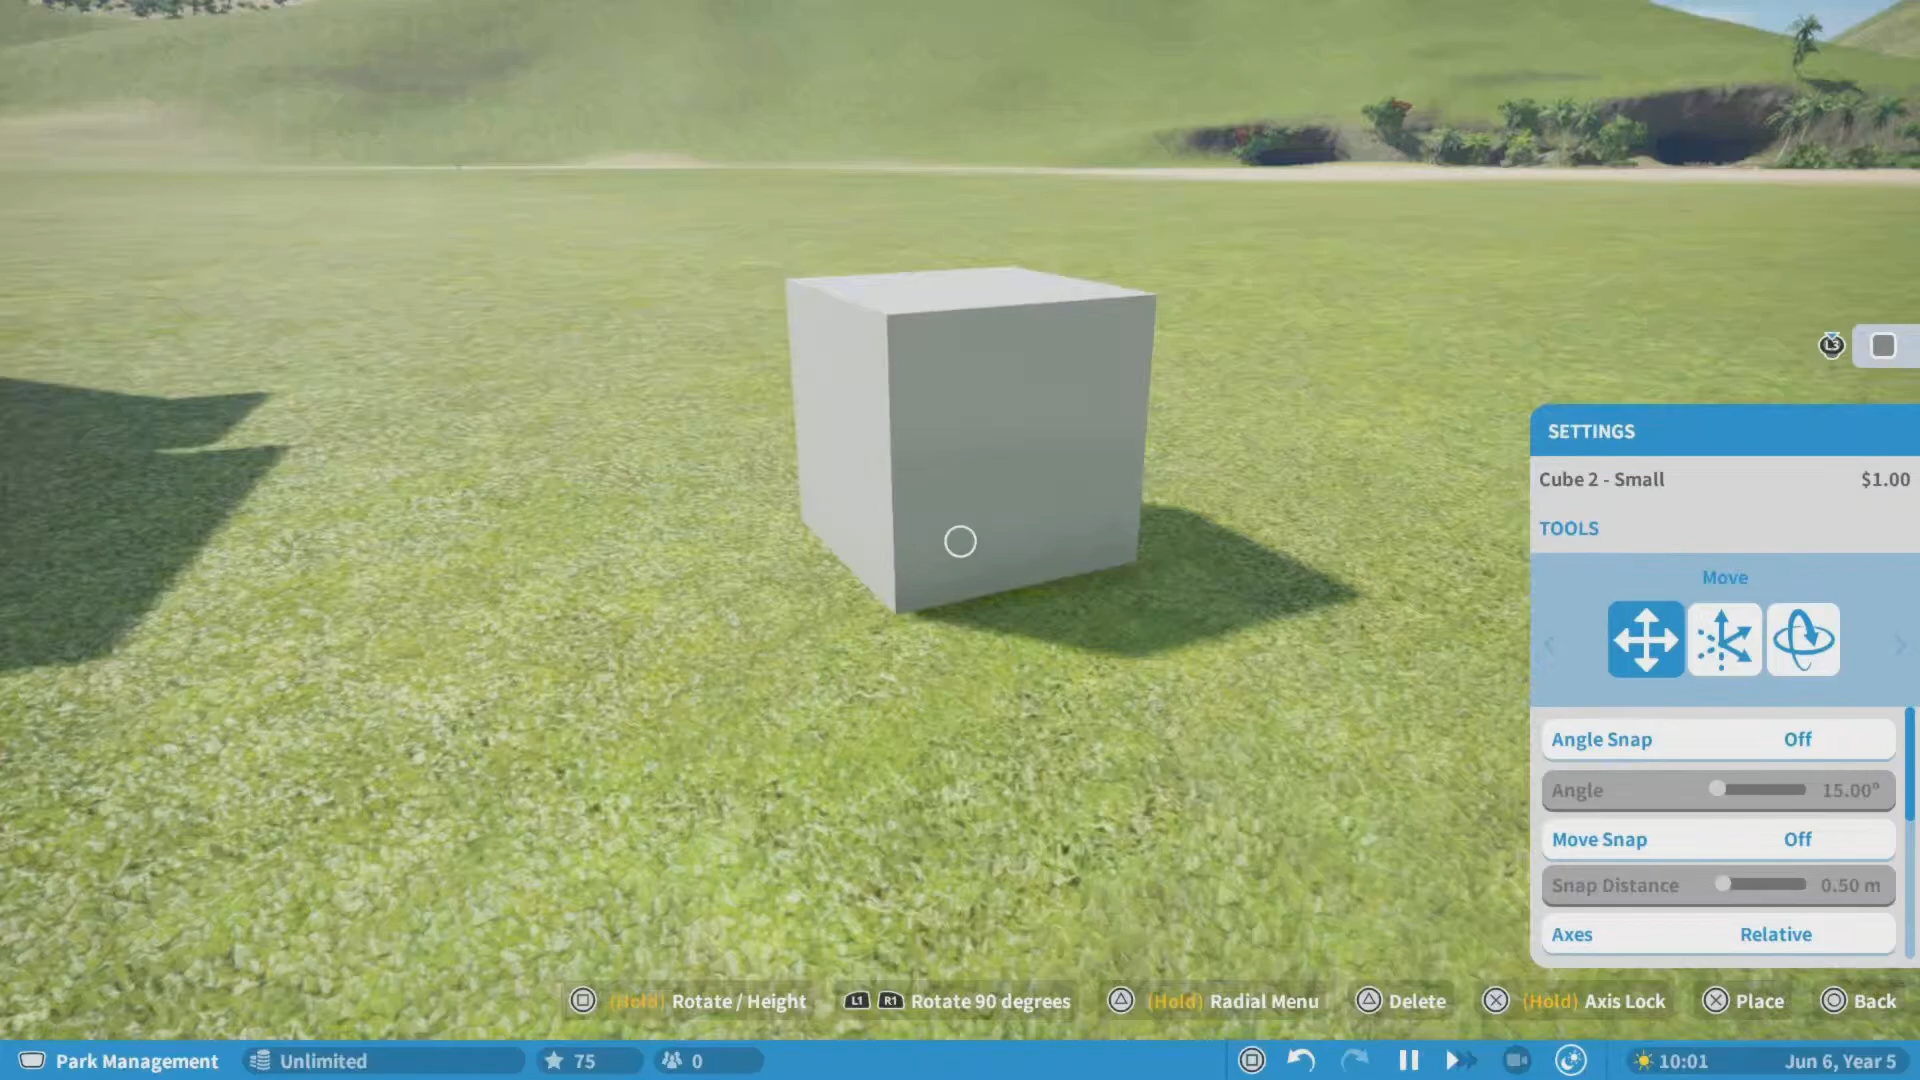 L3
SETTINGS
Cube 2 - Small $1.00
TOOLS
Move
Angle Snap Off
Angle 15.00°
Move Snap Off
Snap Distance 0.50 m
Axes Relative
(Hold) Rotate / Height L1 R1 Rotate 90 degrees (Hold) Radial Menu Delete (Hold) Axis Lock Place Back
Park Management Unlimited 75 0 10:01 Jun 6, Year 5